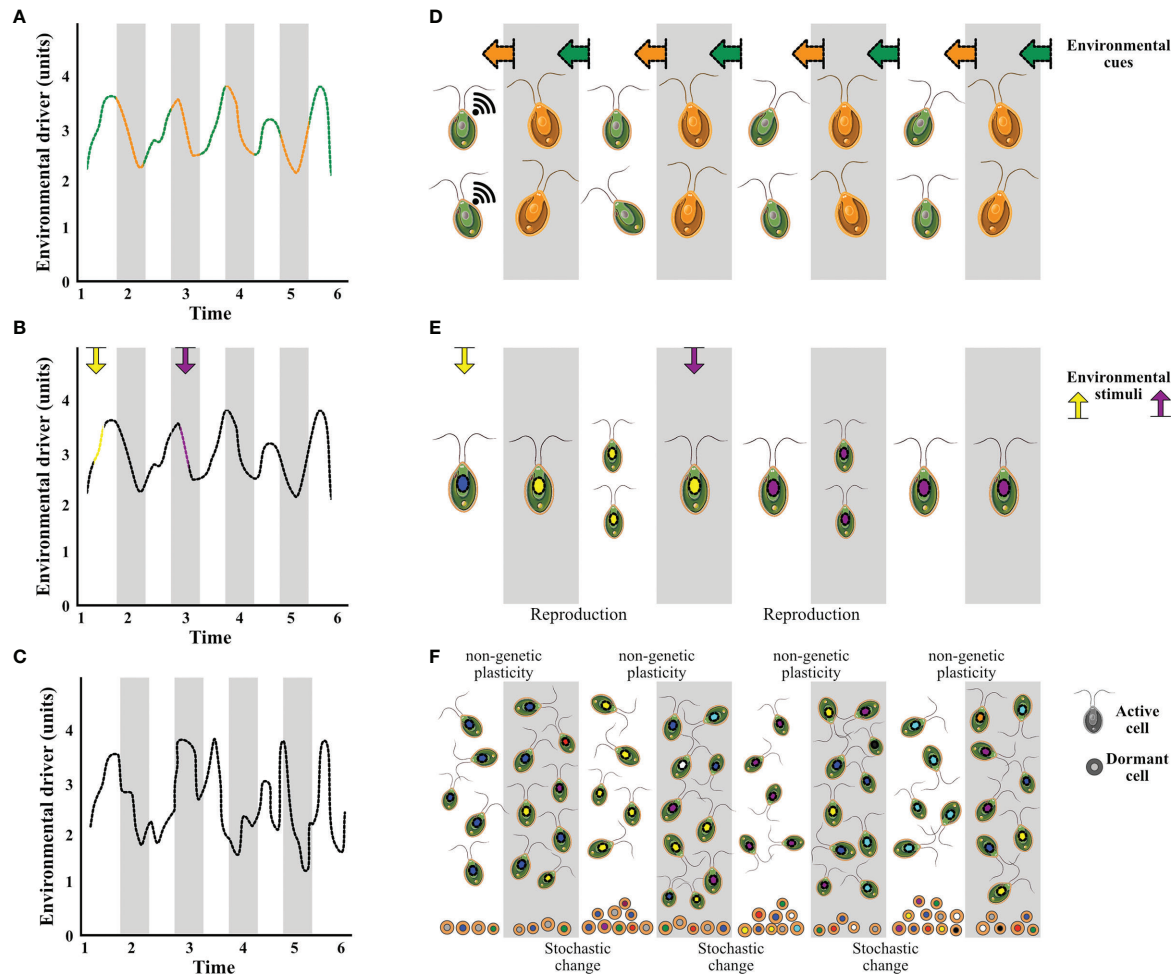 A
Environmental driver (units)
4
3
2
1
0
1 2 3 4 5 6
Time
B
Environmental driver (units)
4
3
2
1
0
1 2 3 4 5 6
Time
C
Environmental driver (units)
4
3
2
1
0
1 2 3 4 5 6
Time
D
Environmental
cues
E
Environmental
stimuli
Reproduction Reproduction
F
non-genetic non-genetic non-genetic non-genetic
plasticity plasticity plasticity plasticity
Active
cell
Dormant
cell
Stochastic Stochastic Stochastic
change change change